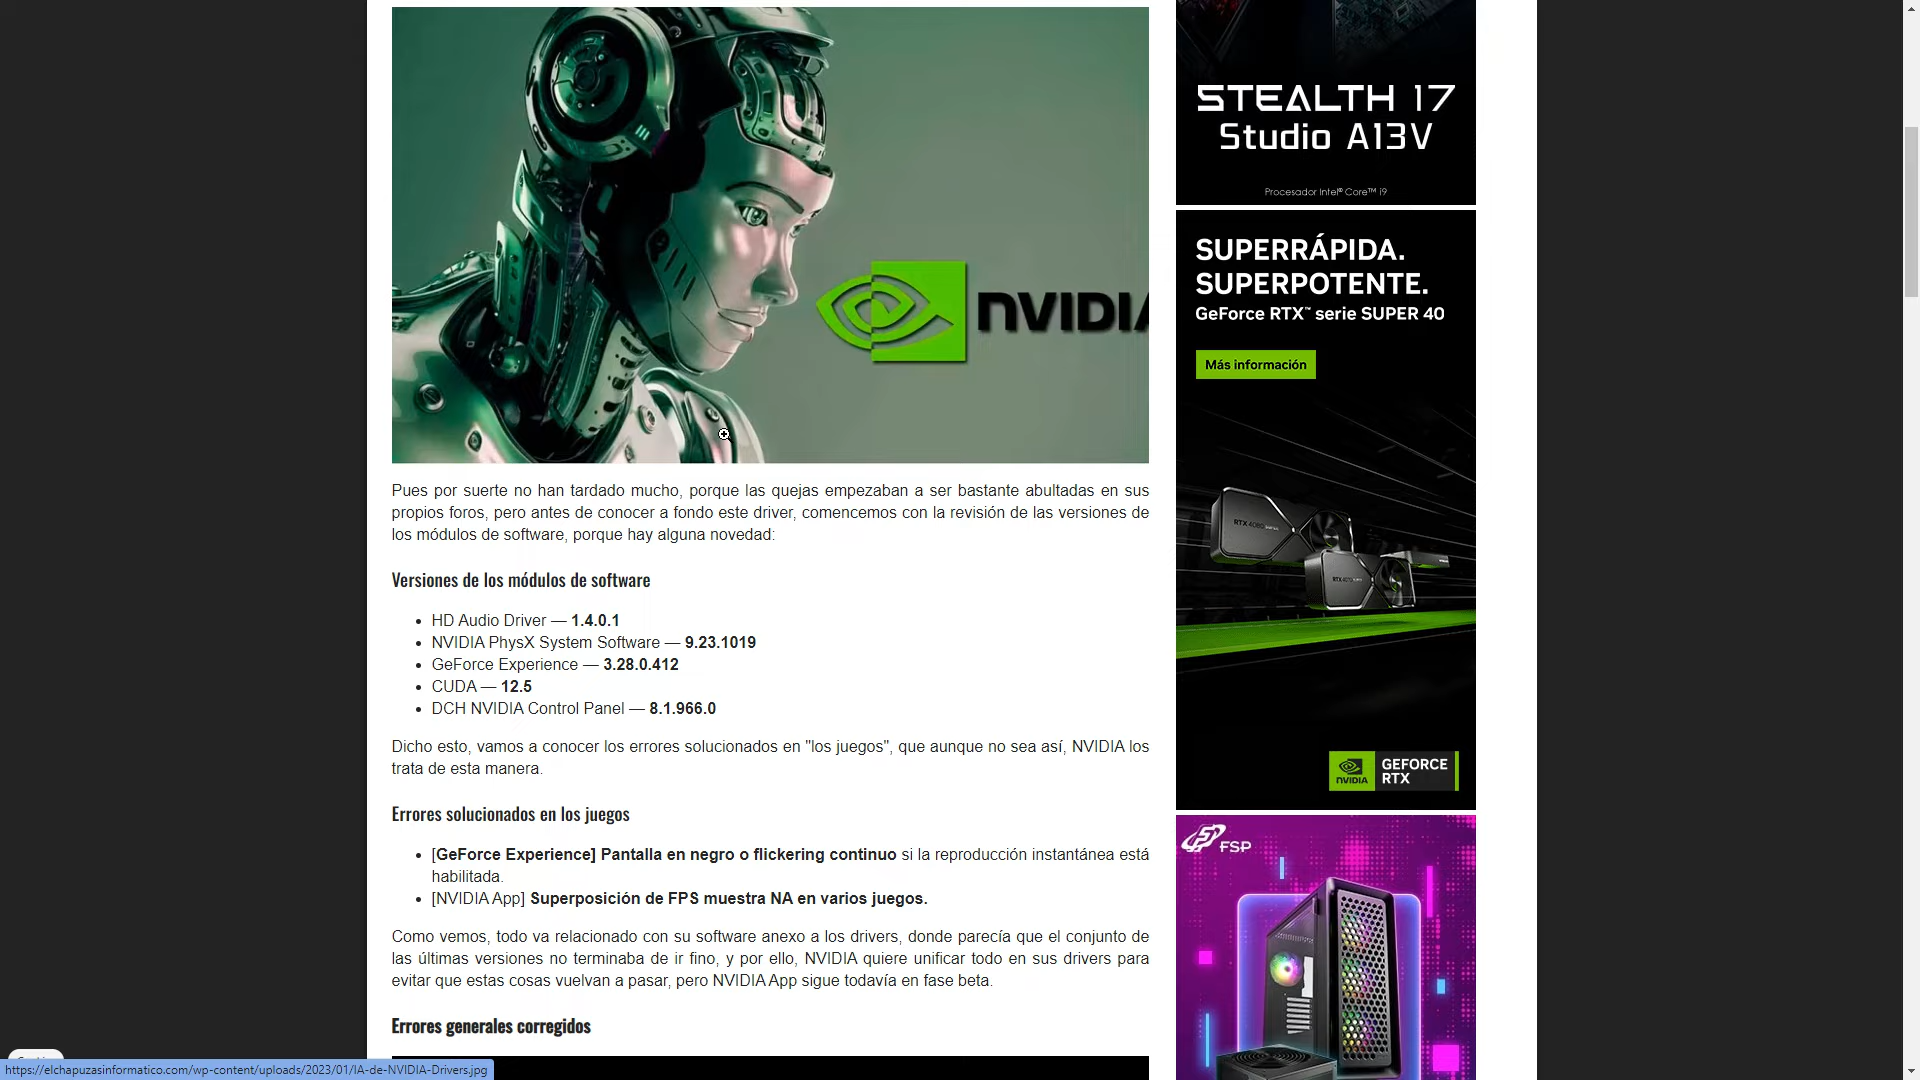 NVIDIA
Pues por suerte no han tardado mucho, porque las quejas empezaban a ser bastante abultadas en sus
propios foros, pero antes de conocer a fondo este driver, comencemos con la revisión de las versiones de
los módulos de software, porque hay alguna novedad:
Versiones de los módulos de software
HD Audio Driver — 1.4.0.1
NVIDIA PhysX System Software — 9.23.1019
GeForce Experience — 3.28.0.412
CUDA — 12.5
DCH NVIDIA Control Panel — 8.1.966.0
Dicho esto, vamos a conocer los errores solucionados en "los juegos", que aunque no sea así, NVIDIA los
trata de esta manera.
Errores solucionados en los juegos
[GeForce Experience] Pantalla en negro o flickering continuo si la reproducción instantánea está
habilitada.
[NVIDIA App] Superposición de FPS muestra NA en varios juegos.
Como vemos, todo va relacionado con su software anexo a los drivers, donde parecía que el conjunto de
las últimas versiones no terminaba de ir fino, y por ello, NVIDIA quiere unificar todo en sus drivers para
evitar que estas cosas vuelvan a pasar, pero NVIDIA App sigue todavía en fase beta.
Errores generales corregidos
https://elchapuzasinformatico.com/wp-content/uploads/2023/01/IA-de-NVIDIA-Drivers.jpg
STEALTH 17
Studio A13V
Procesador Intel® Core™ i9
SUPERRÁPIDA.
SUPERPOTENTE.
GeForce RTX™ serie SUPER 40
Más información
NVIDIA
GEFORCE
RTX
FSP